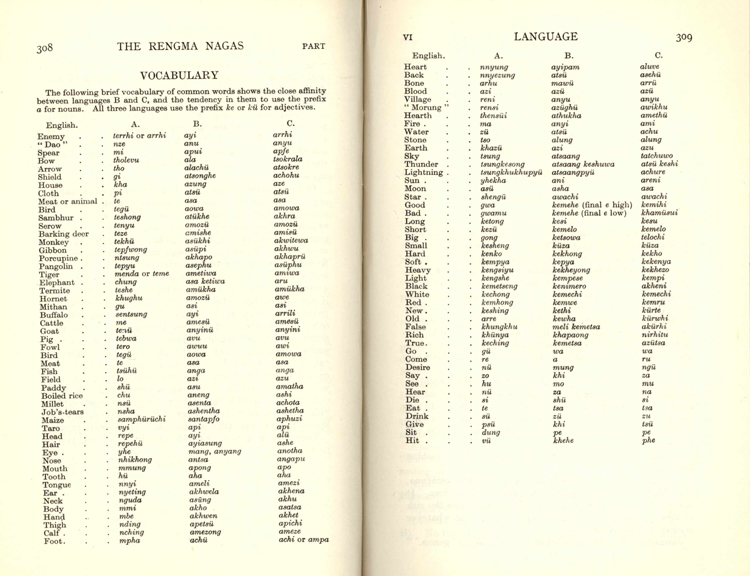 308 THE RENGMA NAGAS PART
VOCABULARY
The following brief vocabulary of common words shows the close affinity
between languages B and C, and the tendency in them to use the prefix
a for nouns. All three languages use the prefix ke or kü for adjectives.
English. A. B. C.
Enemy . . terrhi or arrhi ayi arrhi
"Dao" . . nze anu anyu
Spear . . mi apui apfe
Bow . . tholevu ala tsokrala
Arrow . . tho alachü atsokre
Shield . . gi atsonghe achohu
House . . kha azung aze
Cloth . . pi atsü atsü
Meat or animal . te asa asa
Bird . . tegü aowa amowa
Sambhur . . teshong atükhe akhra
Serow . . tenyu amozü amozü
Barking deer . teze amishe amisü
Monkey . . tekhü asükhi akwitewa
Gibbon . . tepfwong asüpi akhwu
Porcupine . . ntsung akhapo akhaprü
Pangolin . . tepyu asephu asüphu
Tiger . . menda or teme ametiwa amiwa
Elephant . . chung asa ketiwa aru
Termite . . teshe amükha amükha
Hornet . . khughu amozü awe
Mithan . . gu asi asi
Buffalo . . sentsung ayi arrili
Cattle . . me amesü amesü
Goat . . tenü anyinü anyini
Pig . . . tebwa avu avu
Fowl . . tero awuu awi
Bird . . tegü aowa amowa
Meat . . te asa asa
Fish . . tsühü anga anga
Field . . lo azi azu
Paddy . . shü asu amatha
Boiled rice . chu aneng ashi
Millet . . nsü asenta achota
Job's-tears . nsha ashentha ashetha
Maize . . samphürüchi santapfo aphuzi
Taro . . vyi api api
Head . . repe ayi alü
Hair . . repehü ayiasung ashe
Eye . . . yhe mang, anyang anotha
Nose . . nhikhong antsa angapu
Mouth . . mmung apong apo
Tooth . . hü aha aha
Tongue . . nnyi ameli amezi
Ear . . . nyeting akhwela akhena
Neck . . nguda asüng akhu
Body . . mmi akho asatsa
Hand . . mbe akhwen akhet
Thigh . . nding apetsü apichi
Calf . . . nching amezong ameze
Foot . . . mpha achü achi or ampa
VI LANGUAGE 309
English. A. B. C.
Heart . . nnyung ayipam aluve
Back . . nnyezung atsü asehü
Bone . . arhu mawü arrü
Blood . . azi azü azü
Village . . reni anyu anyu
"Morung" . . rensi azüghü awikhu
Hearth . . thensüi athukha amethü
Fire . . . ma anyi ami
Water . . zü atsü achu
Stone . . tso alung alung
Earth . . khazü azi azu
Sky . . tsung atsaang tatchuwo
Thunder . . tsungkesong atsaang keshuwa atsü keshi
Lightning . . tsungkhukhupyü atsaangpyü achure
Sun . . . yhekha ani areni
Moon . . asü asha asa
Star . . . shengü awachi awachi
Good . . gwa kemehe (final e high) kemihi
Bad . . . gwamu kemehe (final e low) khamüsui
Long . . ketong kesi kesu
Short . . kezü kemelo kemelo
Big . . . gong ketsowa telochi
Small . . kesheng küza küza
Hard . . kenko kekhong kekho
Soft . . . kempya kepya kekenya
Heavy . . kengsiyu kekheyong kekhezo
Light . . kengshe kempese kempi
Black . . kemetseng kenimero akheni
White . . kechong kemechi kemechi
Red . . . kemhong kemwe kemru
New . . . keshing kethi kürte
Old . . . arre kewha kürwhi
False . . khungkhu meli kemetsa akürhi
Rich . . khünya khapaong nirhitu
True . . . keching kemetsa azütsa
Go . . . gü wa wa
Come . . re a ru
Desire . . nü mung ngü
Say . . . zo khi za
See . . . hu mo mu
Hear . . nü za na
Die . . . si shü si
Eat . . . te tsa tsa
Drink . . sü zü zu
Give . . psü khi tsü
Sit . . . dung pe pe
Hit . . . vü khehe phe